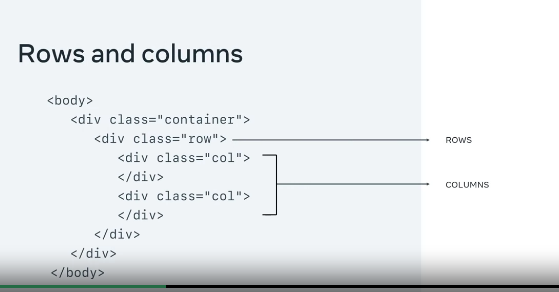 Rows and columns
<body>
<div class="container">
<div class="row">
ROWS
<div class="col">
</div>
COLUMNS
<div class="col">
</div>
</div>
</div>
</body>